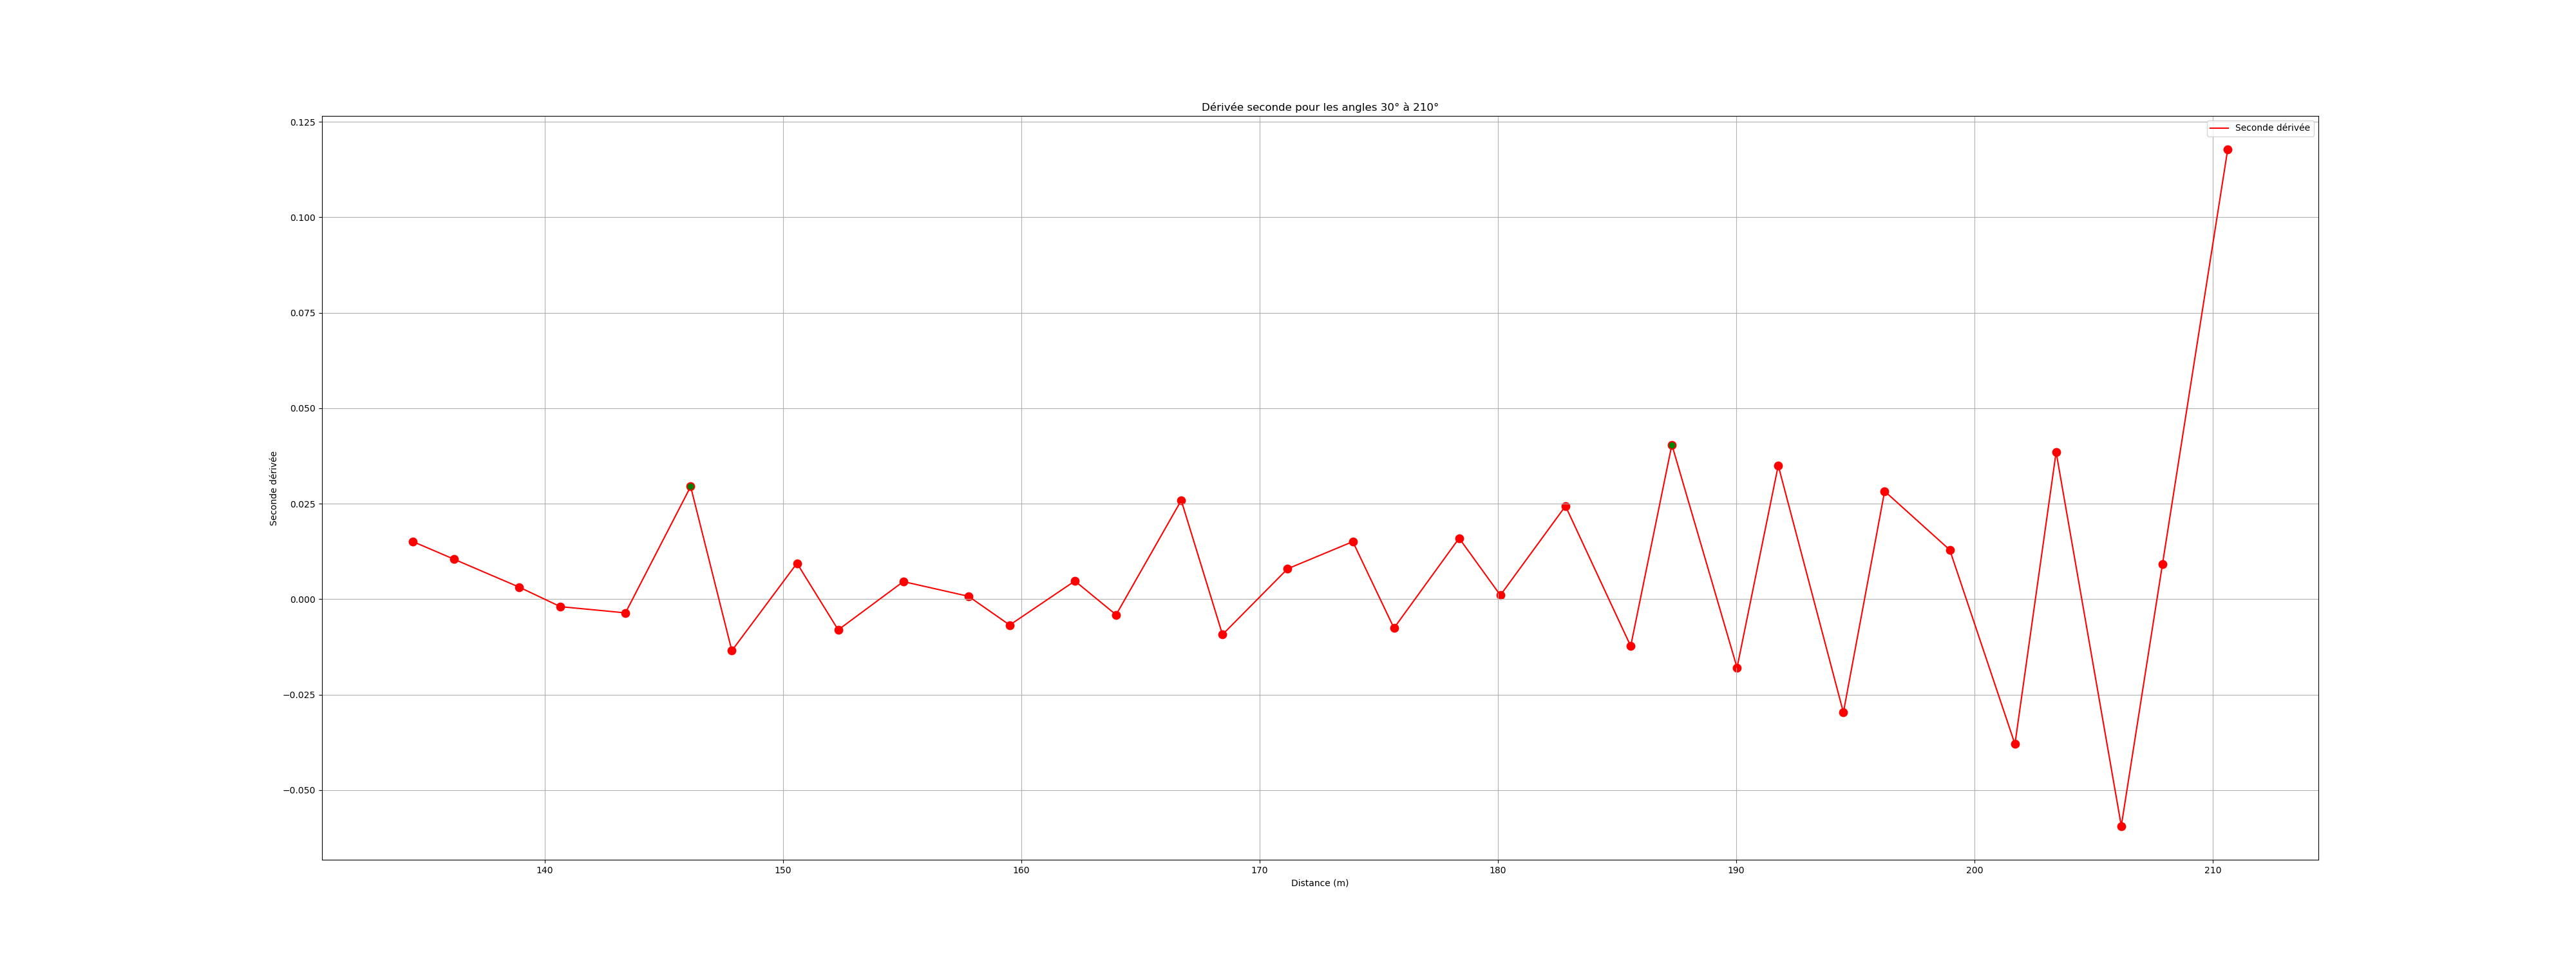 Dérivée seconde pour les angles 30° à 210°
Seconde dérivée
0.125
0.100
0.075
0.050
0.025
0.000
−0.025
−0.050
Seconde dérivée
140 150 160 170 180 190 200 210
Distance (m)